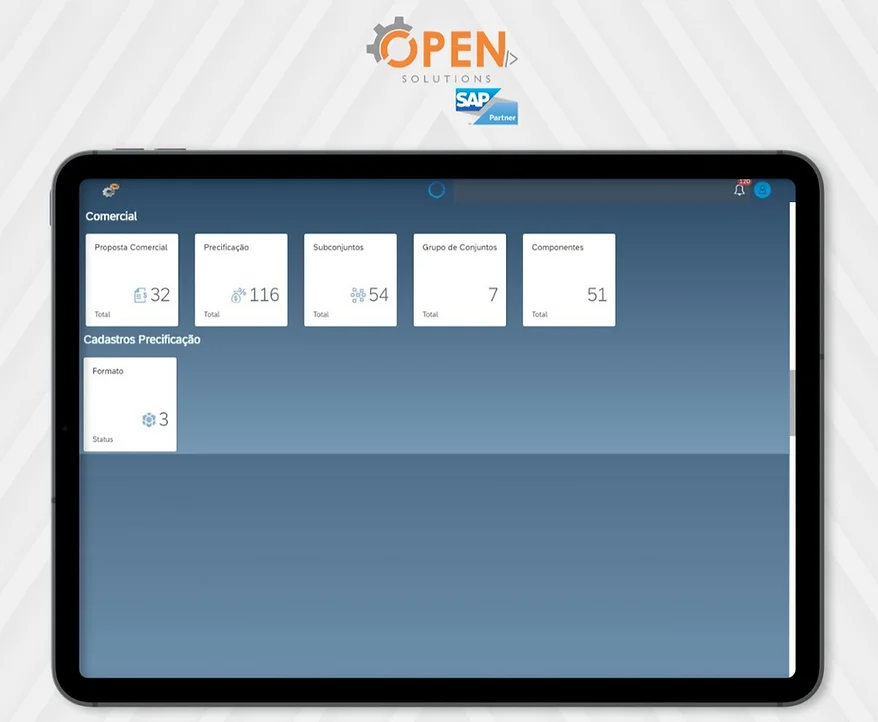 OPEN
SOLUTIONS
SAP
Partner
120
Comercial
Proposta Comercial
32
Total
Precificação
116
Total
Subconjuntos
54
Total
Grupo de Conjuntos
7
Total
Componentes
51
Total
Cadastros Precificação
Formato
3
Status